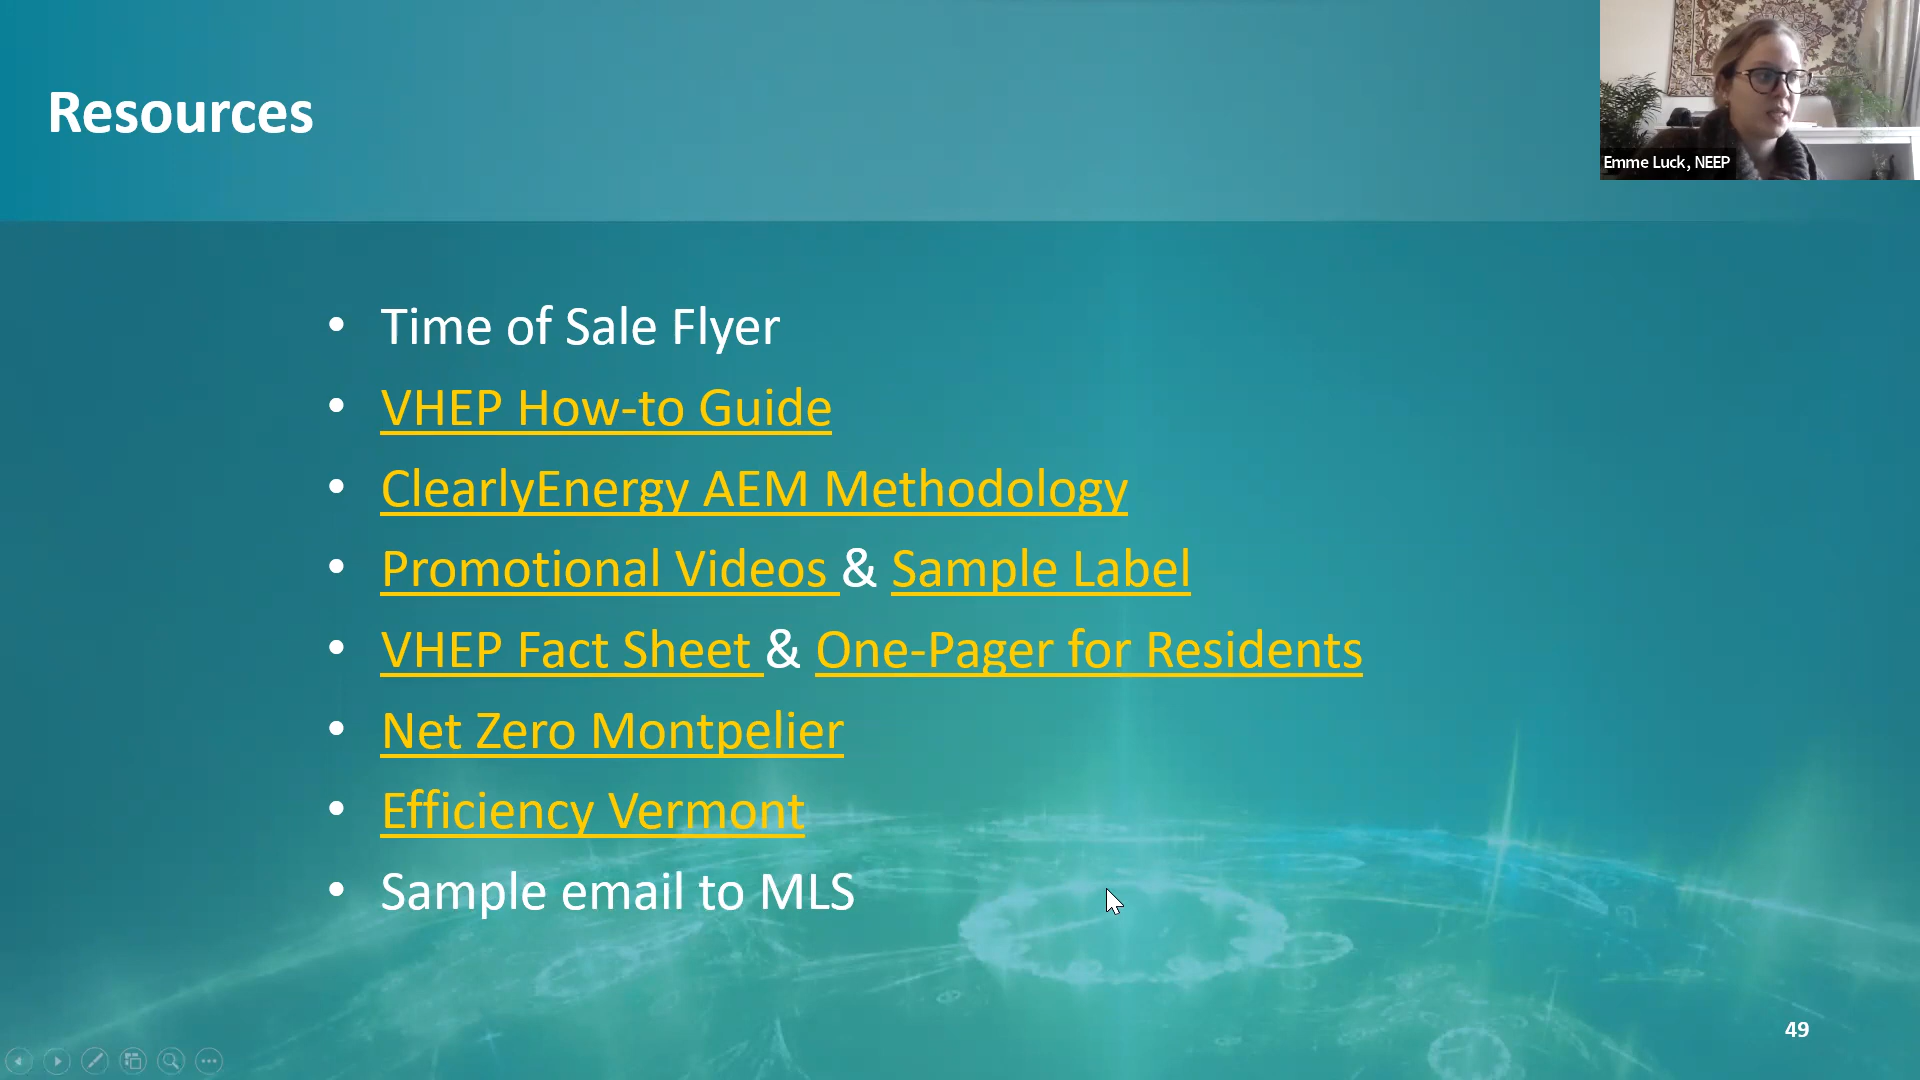 Resources
Emme Luck, NEEP
• Time of Sale Flyer
• VHEP How-to Guide
• ClearlyEnergy AEM Methodology
• Promotional Videos & Sample Label
• VHEP Fact Sheet & One-Pager for Residents
• Net Zero Montpelier
• Efficiency Vermont
• Sample email to MLS
49